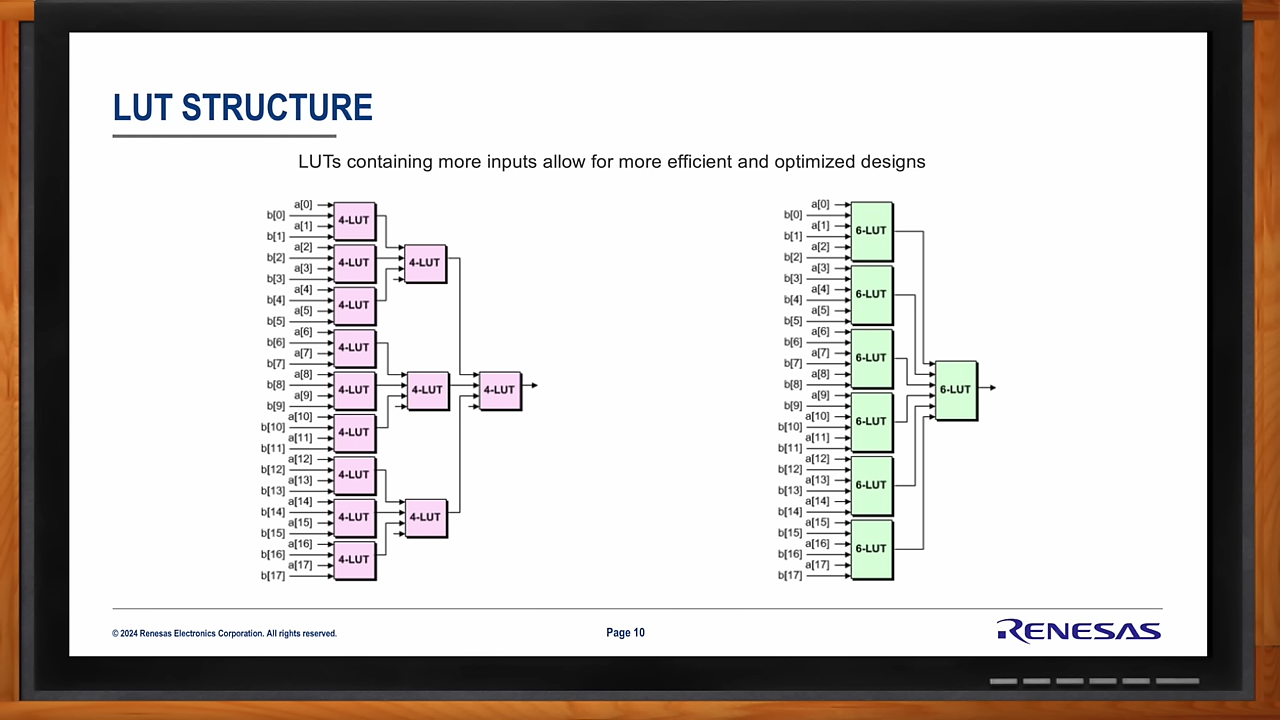 LUT STRUCTURE
LUTs containing more inputs allow for more efficient and optimized designs
a[0]
b[0]
a[1]
b[1]
4-LUT
a[2]
b[2]
a[3]
b[3]
4-LUT
a[4]
b[4]
a[5]
b[5]
4-LUT
4-LUT
a[6]
b[6]
a[7]
b[7]
4-LUT
a[8]
b[8]
a[9]
b[9]
4-LUT
a[10]
b[10]
a[11]
b[11]
4-LUT
4-LUT
4-LUT
a[12]
b[12]
a[13]
b[13]
4-LUT
a[14]
b[14]
a[15]
b[15]
4-LUT
a[16]
b[16]
a[17]
b[17]
4-LUT
4-LUT
a[0]
b[0]
a[1]
b[1]
a[2]
b[2]
6-LUT
a[3]
b[3]
a[4]
b[4]
a[5]
b[5]
6-LUT
a[6]
b[6]
a[7]
b[7]
a[8]
b[8]
6-LUT
a[9]
b[9]
a[10]
b[10]
a[11]
b[11]
6-LUT
a[12]
b[12]
a[13]
b[13]
a[14]
b[14]
6-LUT
a[15]
b[15]
a[16]
b[16]
a[17]
b[17]
6-LUT
6-LUT
© 2024 Renesas Electronics Corporation. All rights reserved.
Page 10
RENESAS